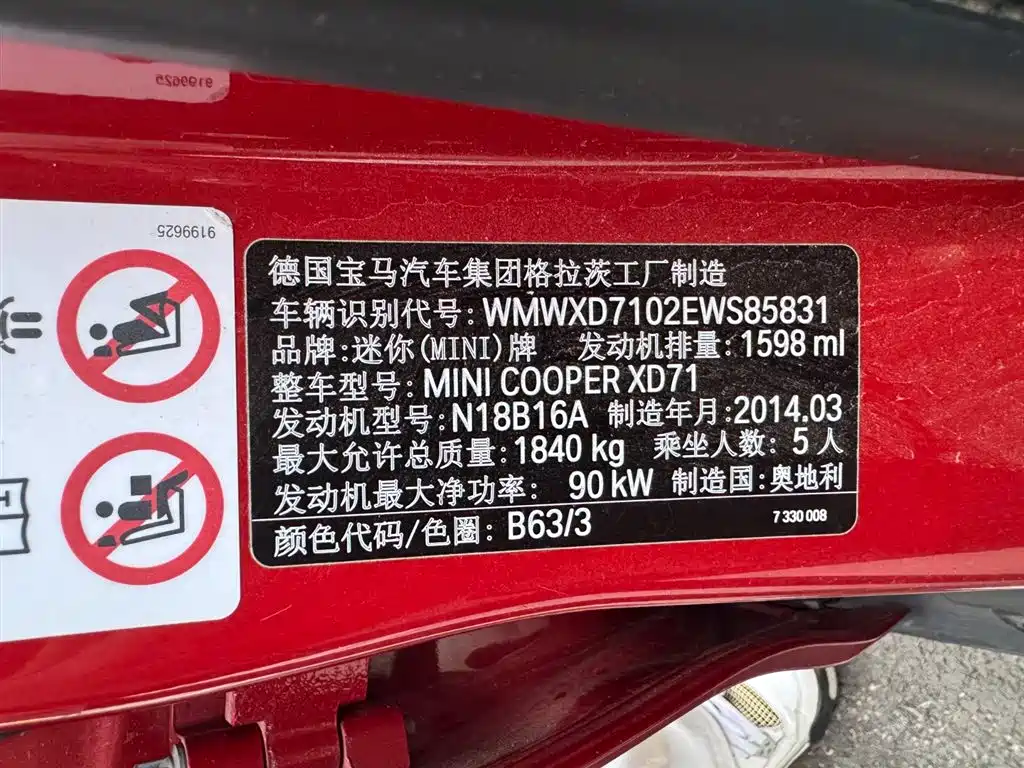 9199625
9199625
德国宝马汽车集团格拉茨工厂制造
车辆识别代号: WMWXD7102EWS85831
品牌:迷你(MINI)牌 发动机排量: 1598 ml
整车型号: MINI COOPER XD71
发动机型号: N18B16A 制造年月:2014.03
最大允许总质量: 1840 kg 乘坐人数: 5 人
发动机最大净功率: 90 kW 制造国:奥地利
颜色代码/色圈: B63/3 7 330 008